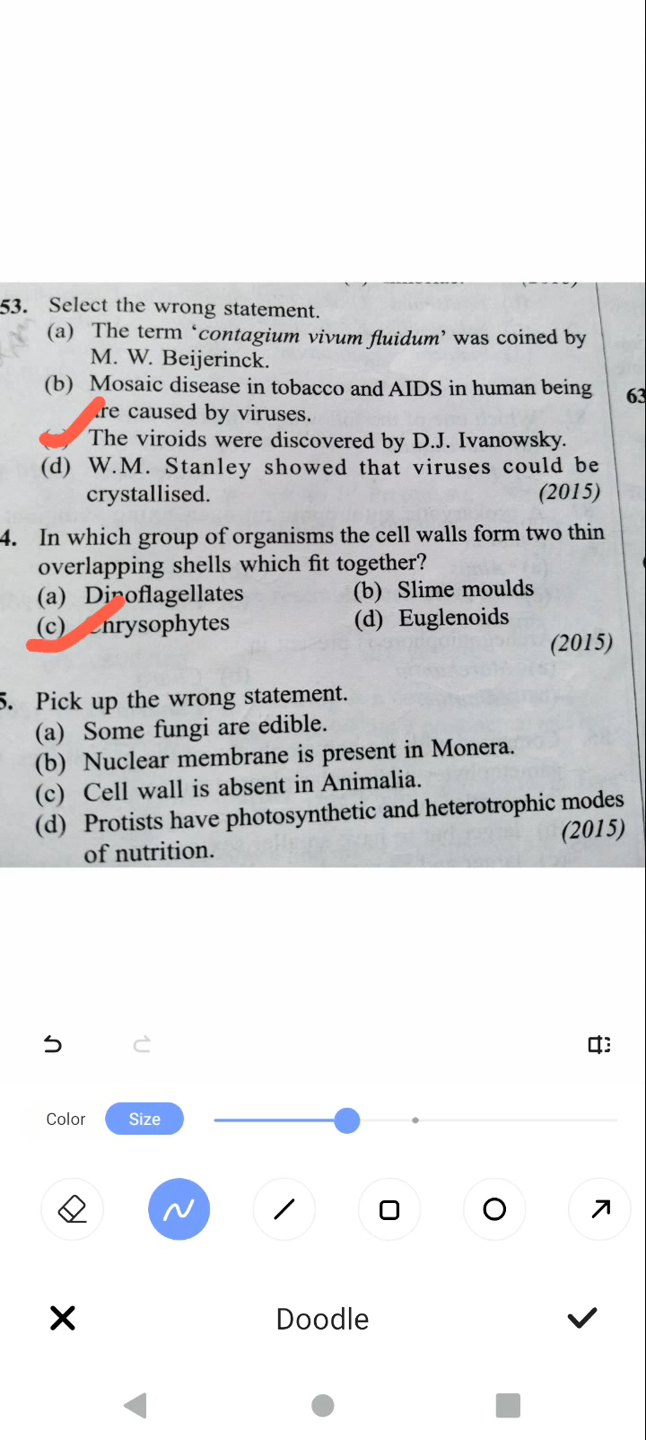 53. Select the wrong statement.
(a) The term ‘contagium vivum fluidum’ was coined by
M. W. Beijerinck.
(b) Mosaic disease in tobacco and AIDS in human being
63
re caused by viruses.
The viroids were discovered by D.J. Ivanowsky.
(d) W.M. Stanley showed that viruses could be
crystallised. (2015)
4. In which group of organisms the cell walls form two thin
overlapping shells which fit together?
(a) Dinoflagellates (b) Slime moulds
(c) Chrysophytes (d) Euglenoids
(2015)
5. Pick up the wrong statement.
(a) Some fungi are edible.
(b) Nuclear membrane is present in Monera.
(c) Cell wall is absent in Animalia.
(d) Protists have photosynthetic and heterotrophic modes
of nutrition. (2015)
Color Size
Doodle